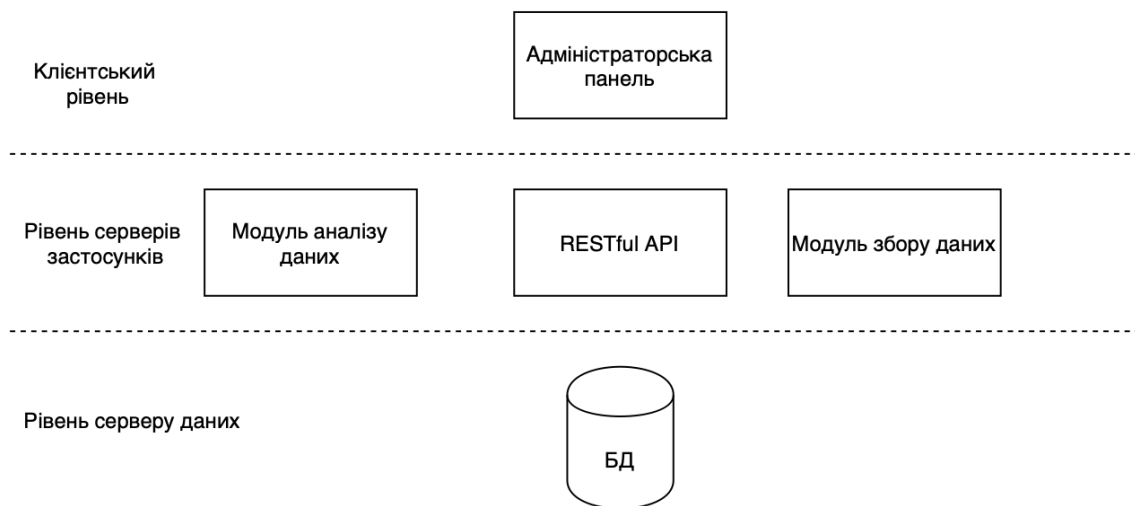 Адміністраторська
панель
Клієнтський
рівень
Рівень серверів
застосунків
Модуль аналізу
даних
RESTful API
Модуль збору даних
Рівень серверу даних
БД